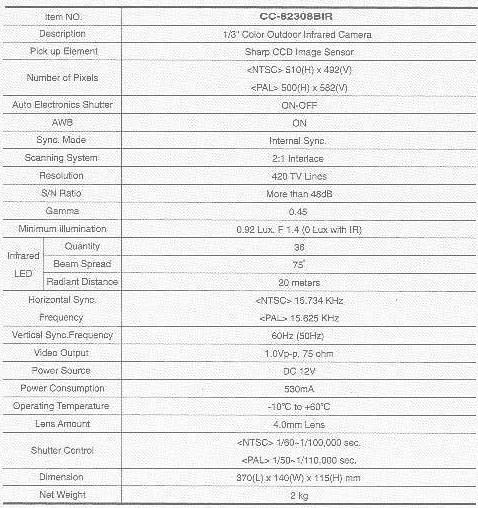 Item NO. CC-82308BIR
Description 1/3" Color Outdoor Infrared Camera
Pick up Element Sharp CCD Image Sensor
Number of Pixels <NTSC> 510(H) x 492(V)
<PAL> 500(H) x 582(V)
Auto Electronics Shutter ON-OFF
AWB ON
Sync. Mode Internal Sync.
Scanning System 2:1 Interlace
Resolution 420 TV Lines
S/N Ratio More than 48dB
Gamma 0.45
Minimum illumination 0.92 Lux. F 1.4 (0 Lux with IR)
Infrared LED
Quantity 36
Beam Spread 75°
Radiant Distance 20 meters
Horizontal Sync. <NTSC> 15.734 KHz
Frequency <PAL> 15.625 KHz
Vertical Sync.Frequency 60Hz (50Hz)
Video Output 1.0Vp-p, 75 ohm
Power Source DC 12V
Power Consumption 530mA
Operating Temperature -10°C to +60°C
Lens Amount 4.0mm Lens
Shutter Control <NTSC> 1/60~1/100,000 sec.
<PAL> 1/50~1/110,000 sec.
Dimension 370(L) x 140(W) x 115(H) mm
Net Weight 2 kg